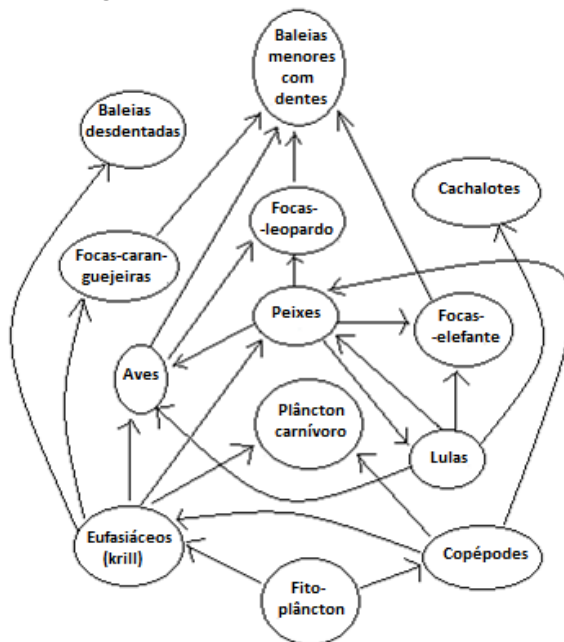 Baleias
menores
com
dentes
Baleias
desdentadas
Cachalotes
Focas-
-leopardo
Focas-caran-
guejeiras
Peixes
Focas-
-elefante
Aves
Plâncton
carnívoro
Lulas
Eufasiáceos
(krill)
Copépodes
Fito-
plâncton